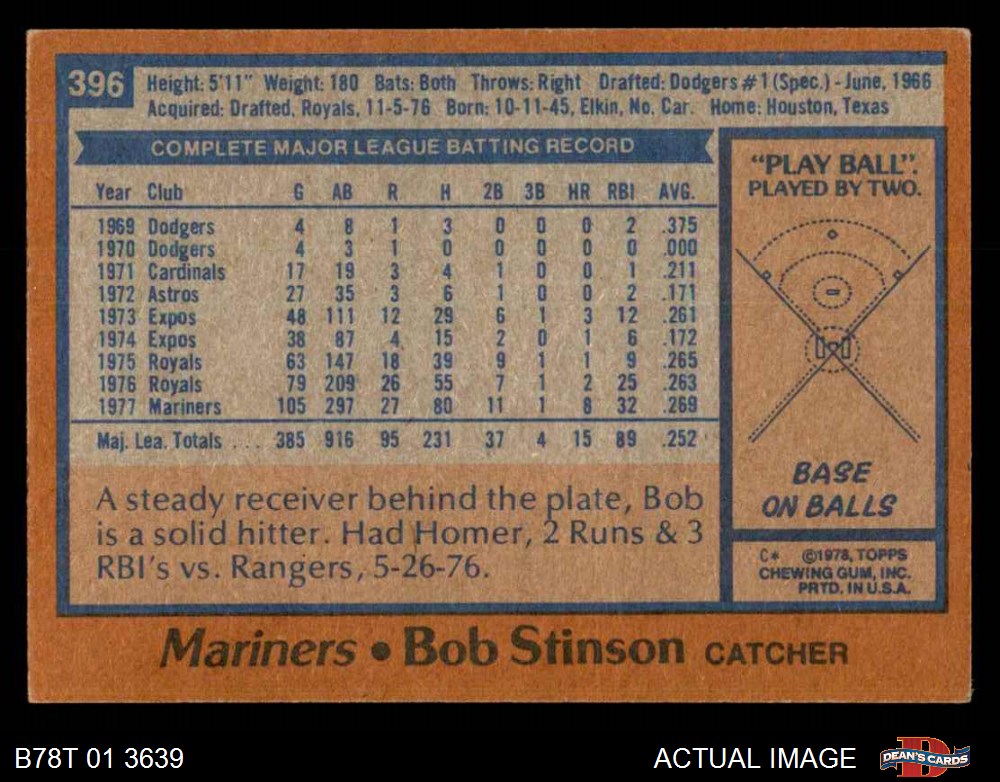 396
Height: 5'11" Weight: 180 Bats: Both Throws: Right Drafted: Dodgers #1 (Spec.) - June, 1966
Acquired: Drafted, Royals, 11-5-76 Born: 10-11-45, Elkin, No. Car. Home: Houston, Texas
COMPLETE MAJOR LEAGUE BATTING RECORD
Year Club G AB R H 2B 3B HR RBI AVG.
1969 Dodgers 4 8 1 3 0 0 0 2 .375
1970 Dodgers 4 3 1 0 0 0 0 0 .000
1971 Cardinals 17 19 3 4 1 0 0 1 .211
1972 Astros 27 35 3 6 1 0 0 2 .171
1973 Expos 48 111 12 29 6 1 3 12 .261
1974 Expos 38 87 4 15 2 0 1 6 .172
1975 Royals 63 147 18 39 9 1 1 9 .265
1976 Royals 79 209 26 55 7 1 2 25 .263
1977 Mariners 105 297 27 80 11 1 8 32 .269
Maj. Lea. Totals ... 385 916 95 231 37 4 15 89 .252
A steady receiver behind the plate, Bob
is a solid hitter. Had Homer, 2 Runs & 3
RBI's vs. Rangers, 5-26-76.
"PLAY BALL".
PLAYED BY TWO.
BASE
ON BALLS
C* ©1978, TOPPS
CHEWING GUM, INC.
PRTD. IN U.S.A.
Mariners • Bob Stinson CATCHER
B78T 01 3639
ACTUAL IMAGE
DEAN'S CARDS